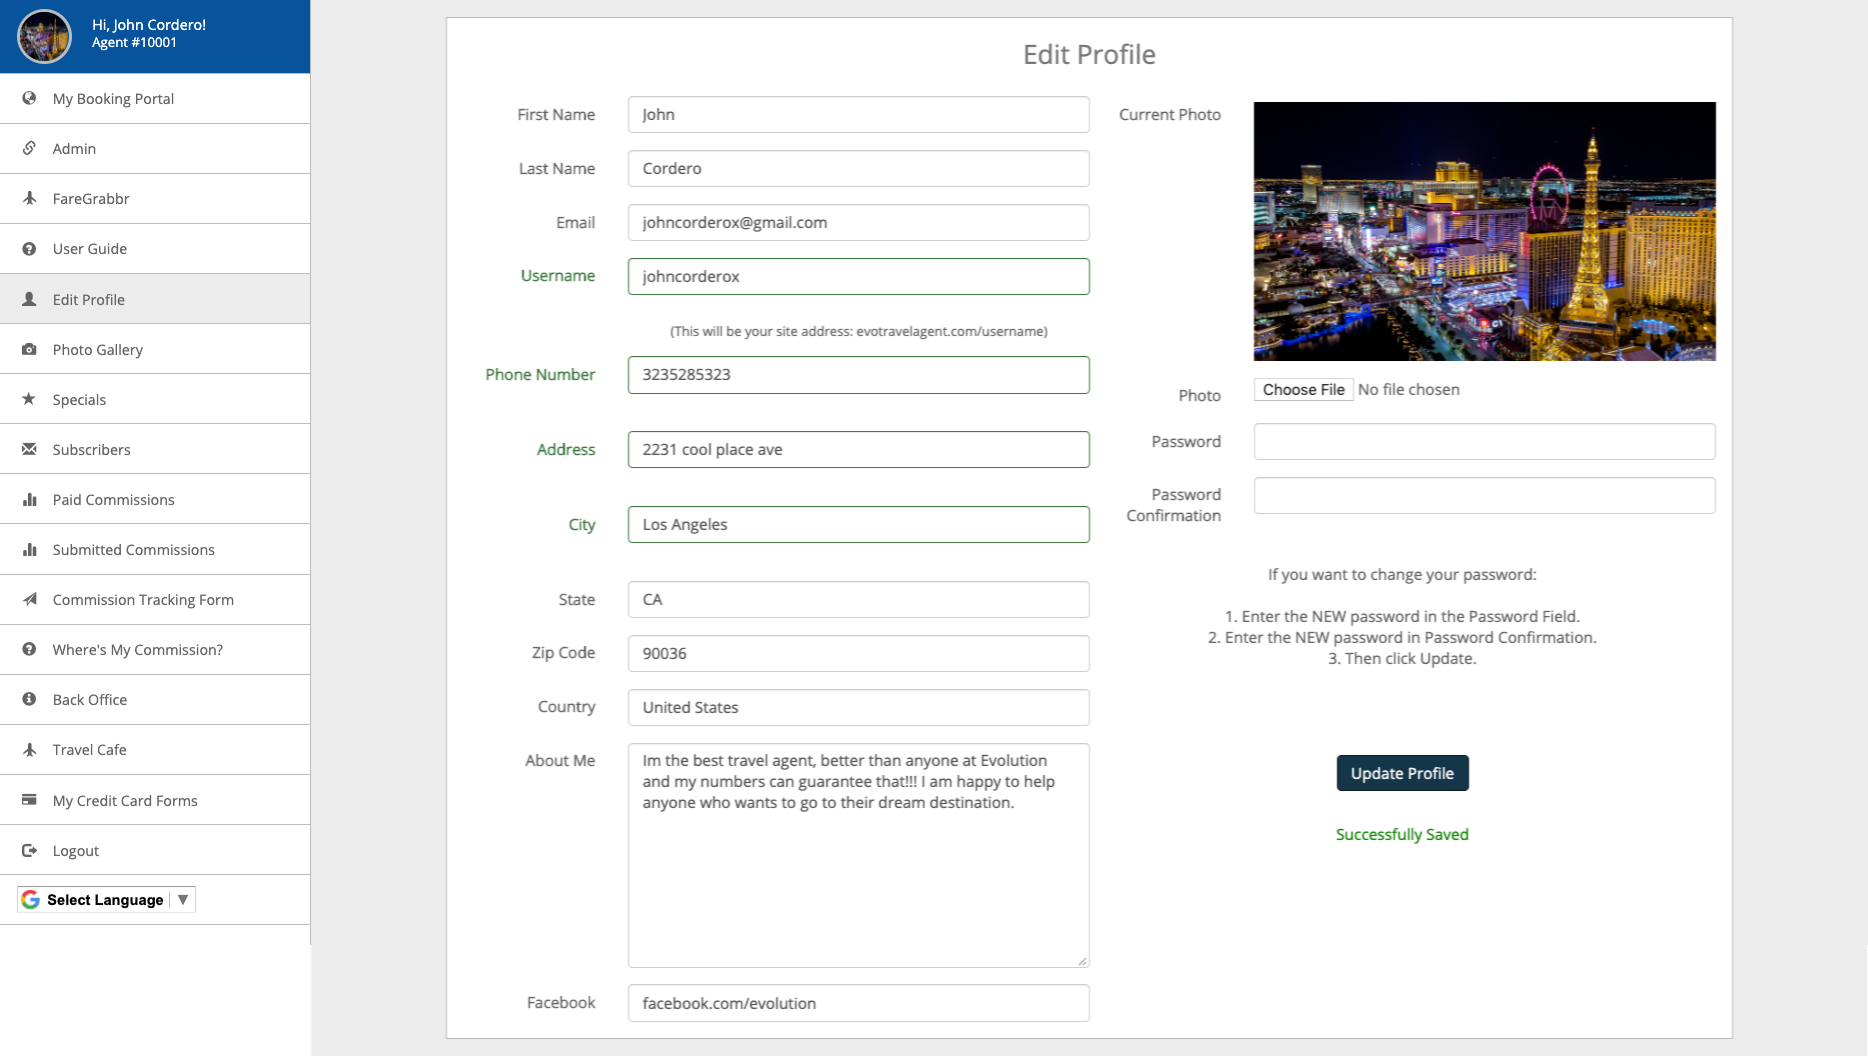 Hi, John Cordero!
Agent #10001
My Booking Portal
Admin
FareGrabbr
User Guide
Edit Profile
Photo Gallery
Specials
Subscribers
Paid Commissions
Submitted Commissions
Commission Tracking Form
Where's My Commission?
Back Office
Travel Cafe
My Credit Card Forms
Logout
Select Language ▼
Edit Profile
First Name John
Last Name Cordero
Email johncorderox@gmail.com
Username johncorderox
(This will be your site address: evotravelagent.com/username)
Phone Number 3235285323
Address 2231 cool place ave
City Los Angeles
State CA
Zip Code 90036
Country United States
About Me Im the best travel agent, better than anyone at Evolution
and my numbers can guarantee that!!! I am happy to help
anyone who wants to go to their dream destination.
Facebook facebook.com/evolution
Current Photo
Photo Choose File No file chosen
Password
Password
Confirmation
If you want to change your password:
1. Enter the NEW password in the Password Field.
2. Enter the NEW password in Password Confirmation.
3. Then click Update.
Update Profile
Successfully Saved